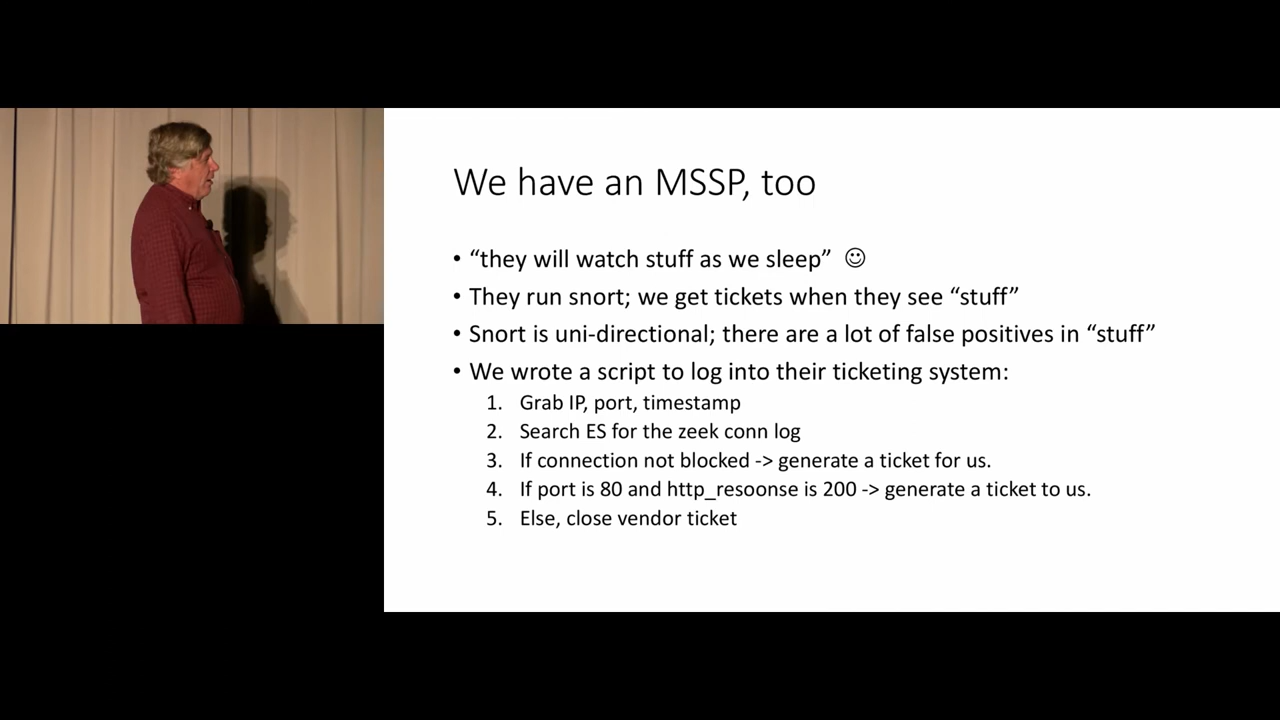 We have an MSSP, too
• “they will watch stuff as we sleep” ☺
• They run snort; we get tickets when they see “stuff”
• Snort is uni-directional; there are a lot of false positives in “stuff”
• We wrote a script to log into their ticketing system:
1. Grab IP, port, timestamp
2. Search ES for the zeek conn log
3. If connection not blocked -> generate a ticket for us.
4. If port is 80 and http_resoonse is 200 -> generate a ticket to us.
5. Else, close vendor ticket